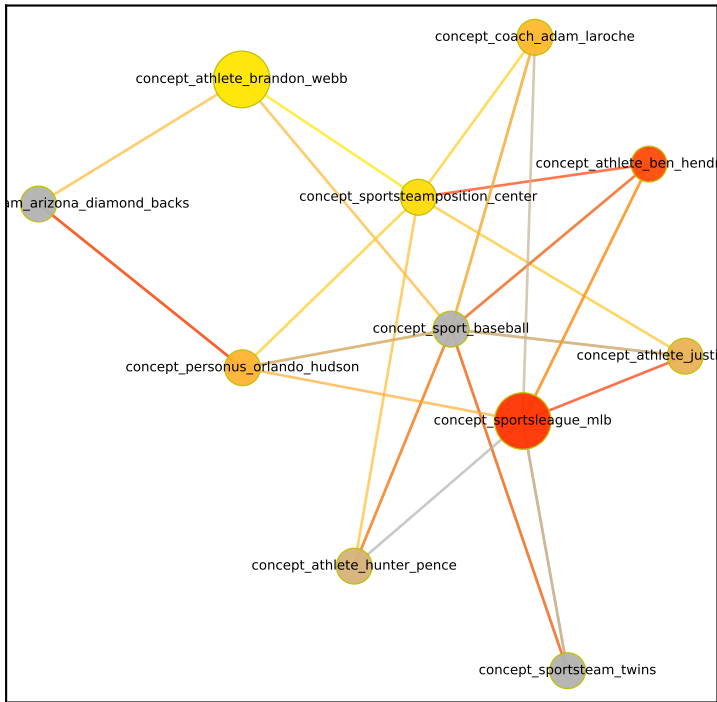 concept_coach_adam_laroche
concept_athlete_brandon_webb
concept_athlete_ben_hendr
concept_sportsteamposition_center
am_arizona_diamond_backs
concept_sport_baseball
concept_athlete_justi
concept_personus_orlando_hudson
concept_sportsleague_mlb
concept_athlete_hunter_pence
concept_sportsteam_twins